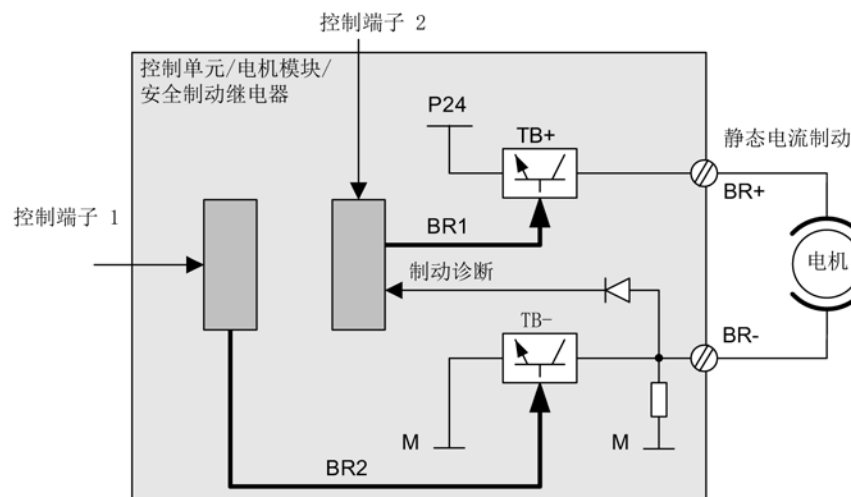 控制端子 2
控制单元/电机模块/
安全制动继电器
P24
TB+
静态电流制动
BR+
控制端子 1
BR1
电机
制动诊断
TB-
BR-
M
M
BR2